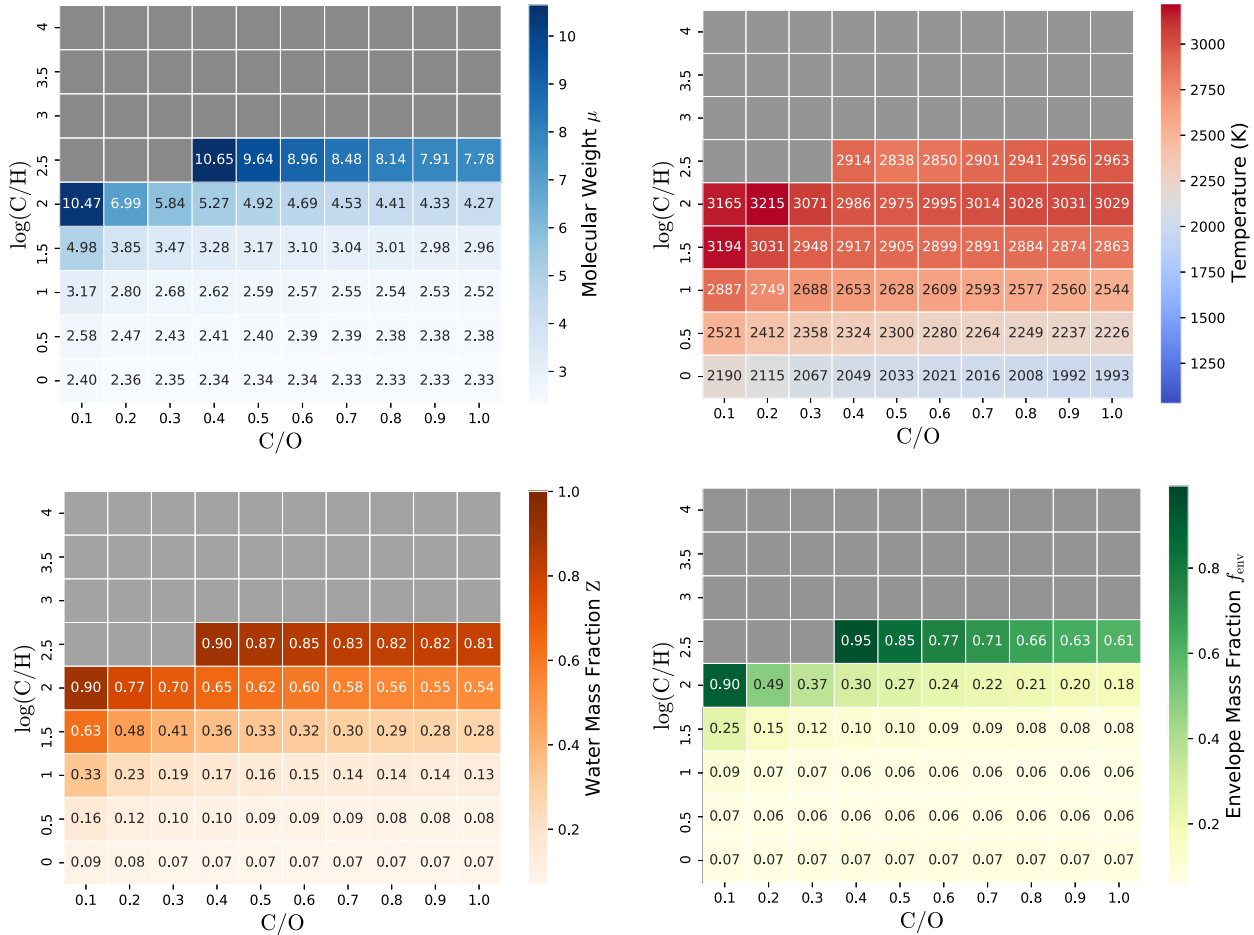 4
3.5
3
2.5 10.65 9.64 8.96 8.48 8.14 7.91 7.78
2 10.47 6.99 5.84 5.27 4.92 4.69 4.53 4.41 4.33 4.27
1.5 4.98 3.85 3.47 3.28 3.17 3.10 3.04 3.01 2.98 2.96
1 3.17 2.80 2.68 2.62 2.59 2.57 2.55 2.54 2.53 2.52
0.5 2.58 2.47 2.43 2.41 2.40 2.39 2.39 2.38 2.38 2.38
0 2.40 2.36 2.35 2.34 2.34 2.34 2.33 2.33 2.33 2.33
0.1 0.2 0.3 0.4 0.5 0.6 0.7 0.8 0.9 1.0
C/O
log(C/H)
10
9
8
7
6
5
4
3
Molecular Weight μ
4
3.5
3
2.5 2914 2838 2850 2901 2941 2956 2963
2 3165 3215 3071 2986 2975 2995 3014 3028 3031 3029
1.5 3194 3031 2948 2917 2905 2899 2891 2884 2874 2863
1 2887 2749 2688 2653 2628 2609 2593 2577 2560 2544
0.5 2521 2412 2358 2324 2300 2280 2264 2249 2237 2226
0 2190 2115 2067 2049 2033 2021 2016 2008 1992 1993
0.1 0.2 0.3 0.4 0.5 0.6 0.7 0.8 0.9 1.0
C/O
log(C/H)
3000
2750
2500
2250
2000
1750
1500
1250
Temperature (K)
4
3.5
3
2.5 0.90 0.87 0.85 0.83 0.82 0.82 0.81
2 0.90 0.77 0.70 0.65 0.62 0.60 0.58 0.56 0.55 0.54
1.5 0.63 0.48 0.41 0.36 0.33 0.32 0.30 0.29 0.28 0.28
1 0.33 0.23 0.19 0.17 0.16 0.15 0.14 0.14 0.14 0.13
0.5 0.16 0.12 0.10 0.10 0.09 0.09 0.09 0.09 0.08 0.08
0 0.09 0.08 0.07 0.07 0.07 0.07 0.07 0.07 0.07 0.07
0.1 0.2 0.3 0.4 0.5 0.6 0.7 0.8 0.9 1.0
C/O
log(C/H)
1.0
0.8
0.6
0.4
0.2
Water Mass Fraction Z
4
3.5
3
2.5 0.95 0.85 0.77 0.71 0.66 0.63 0.61
2 0.90 0.49 0.37 0.30 0.27 0.24 0.22 0.21 0.20 0.18
1.5 0.25 0.15 0.12 0.10 0.10 0.09 0.09 0.08 0.08 0.08
1 0.09 0.07 0.07 0.06 0.06 0.06 0.06 0.06 0.06 0.06
0.5 0.07 0.06 0.06 0.06 0.06 0.06 0.06 0.06 0.06 0.06
0 0.07 0.07 0.07 0.07 0.07 0.07 0.07 0.07 0.07 0.07
0.1 0.2 0.3 0.4 0.5 0.6 0.7 0.8 0.9 1.0
C/O
log(C/H)
0.8
0.6
0.4
0.2
Envelope Mass Fraction f_env